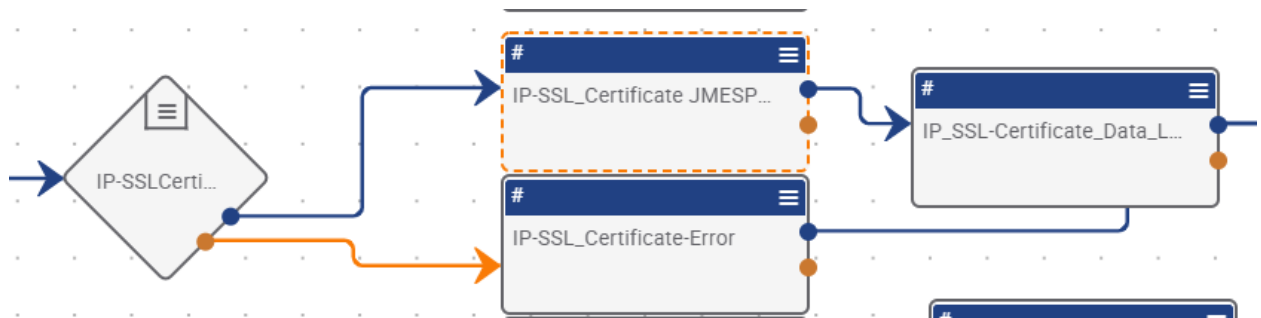 IP-SSLCerti...
#
IP-SSL_Certificate JMESP...
#
IP_SSL-Certificate_Data_L...
#
IP-SSL_Certificate-Error
#